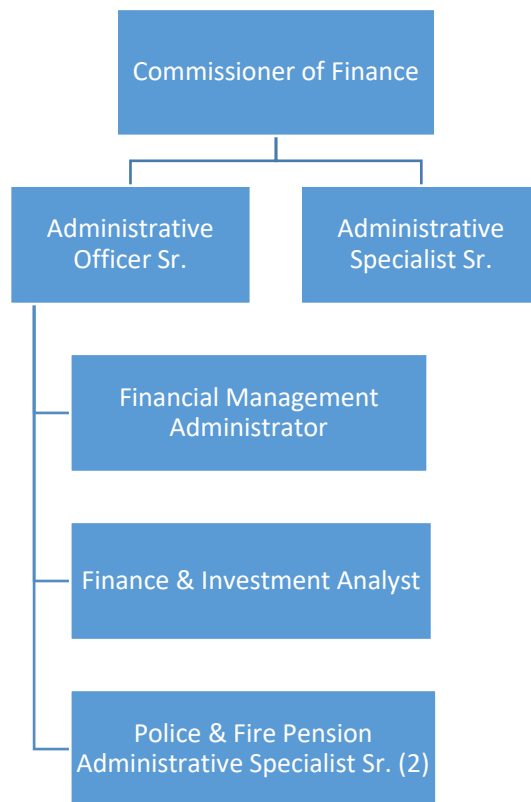 Commissioner of Finance
Administrative
Officer Sr.
Administrative
Specialist Sr.
Financial Management
Administrator
Finance & Investment Analyst
Police & Fire Pension
Administrative Specialist Sr. (2)